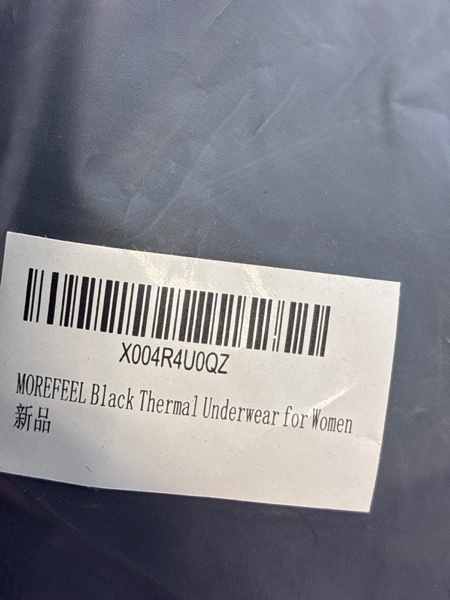 X004R4U0QZ
MOREFEEL Black Thermal Underwear for Women
新品